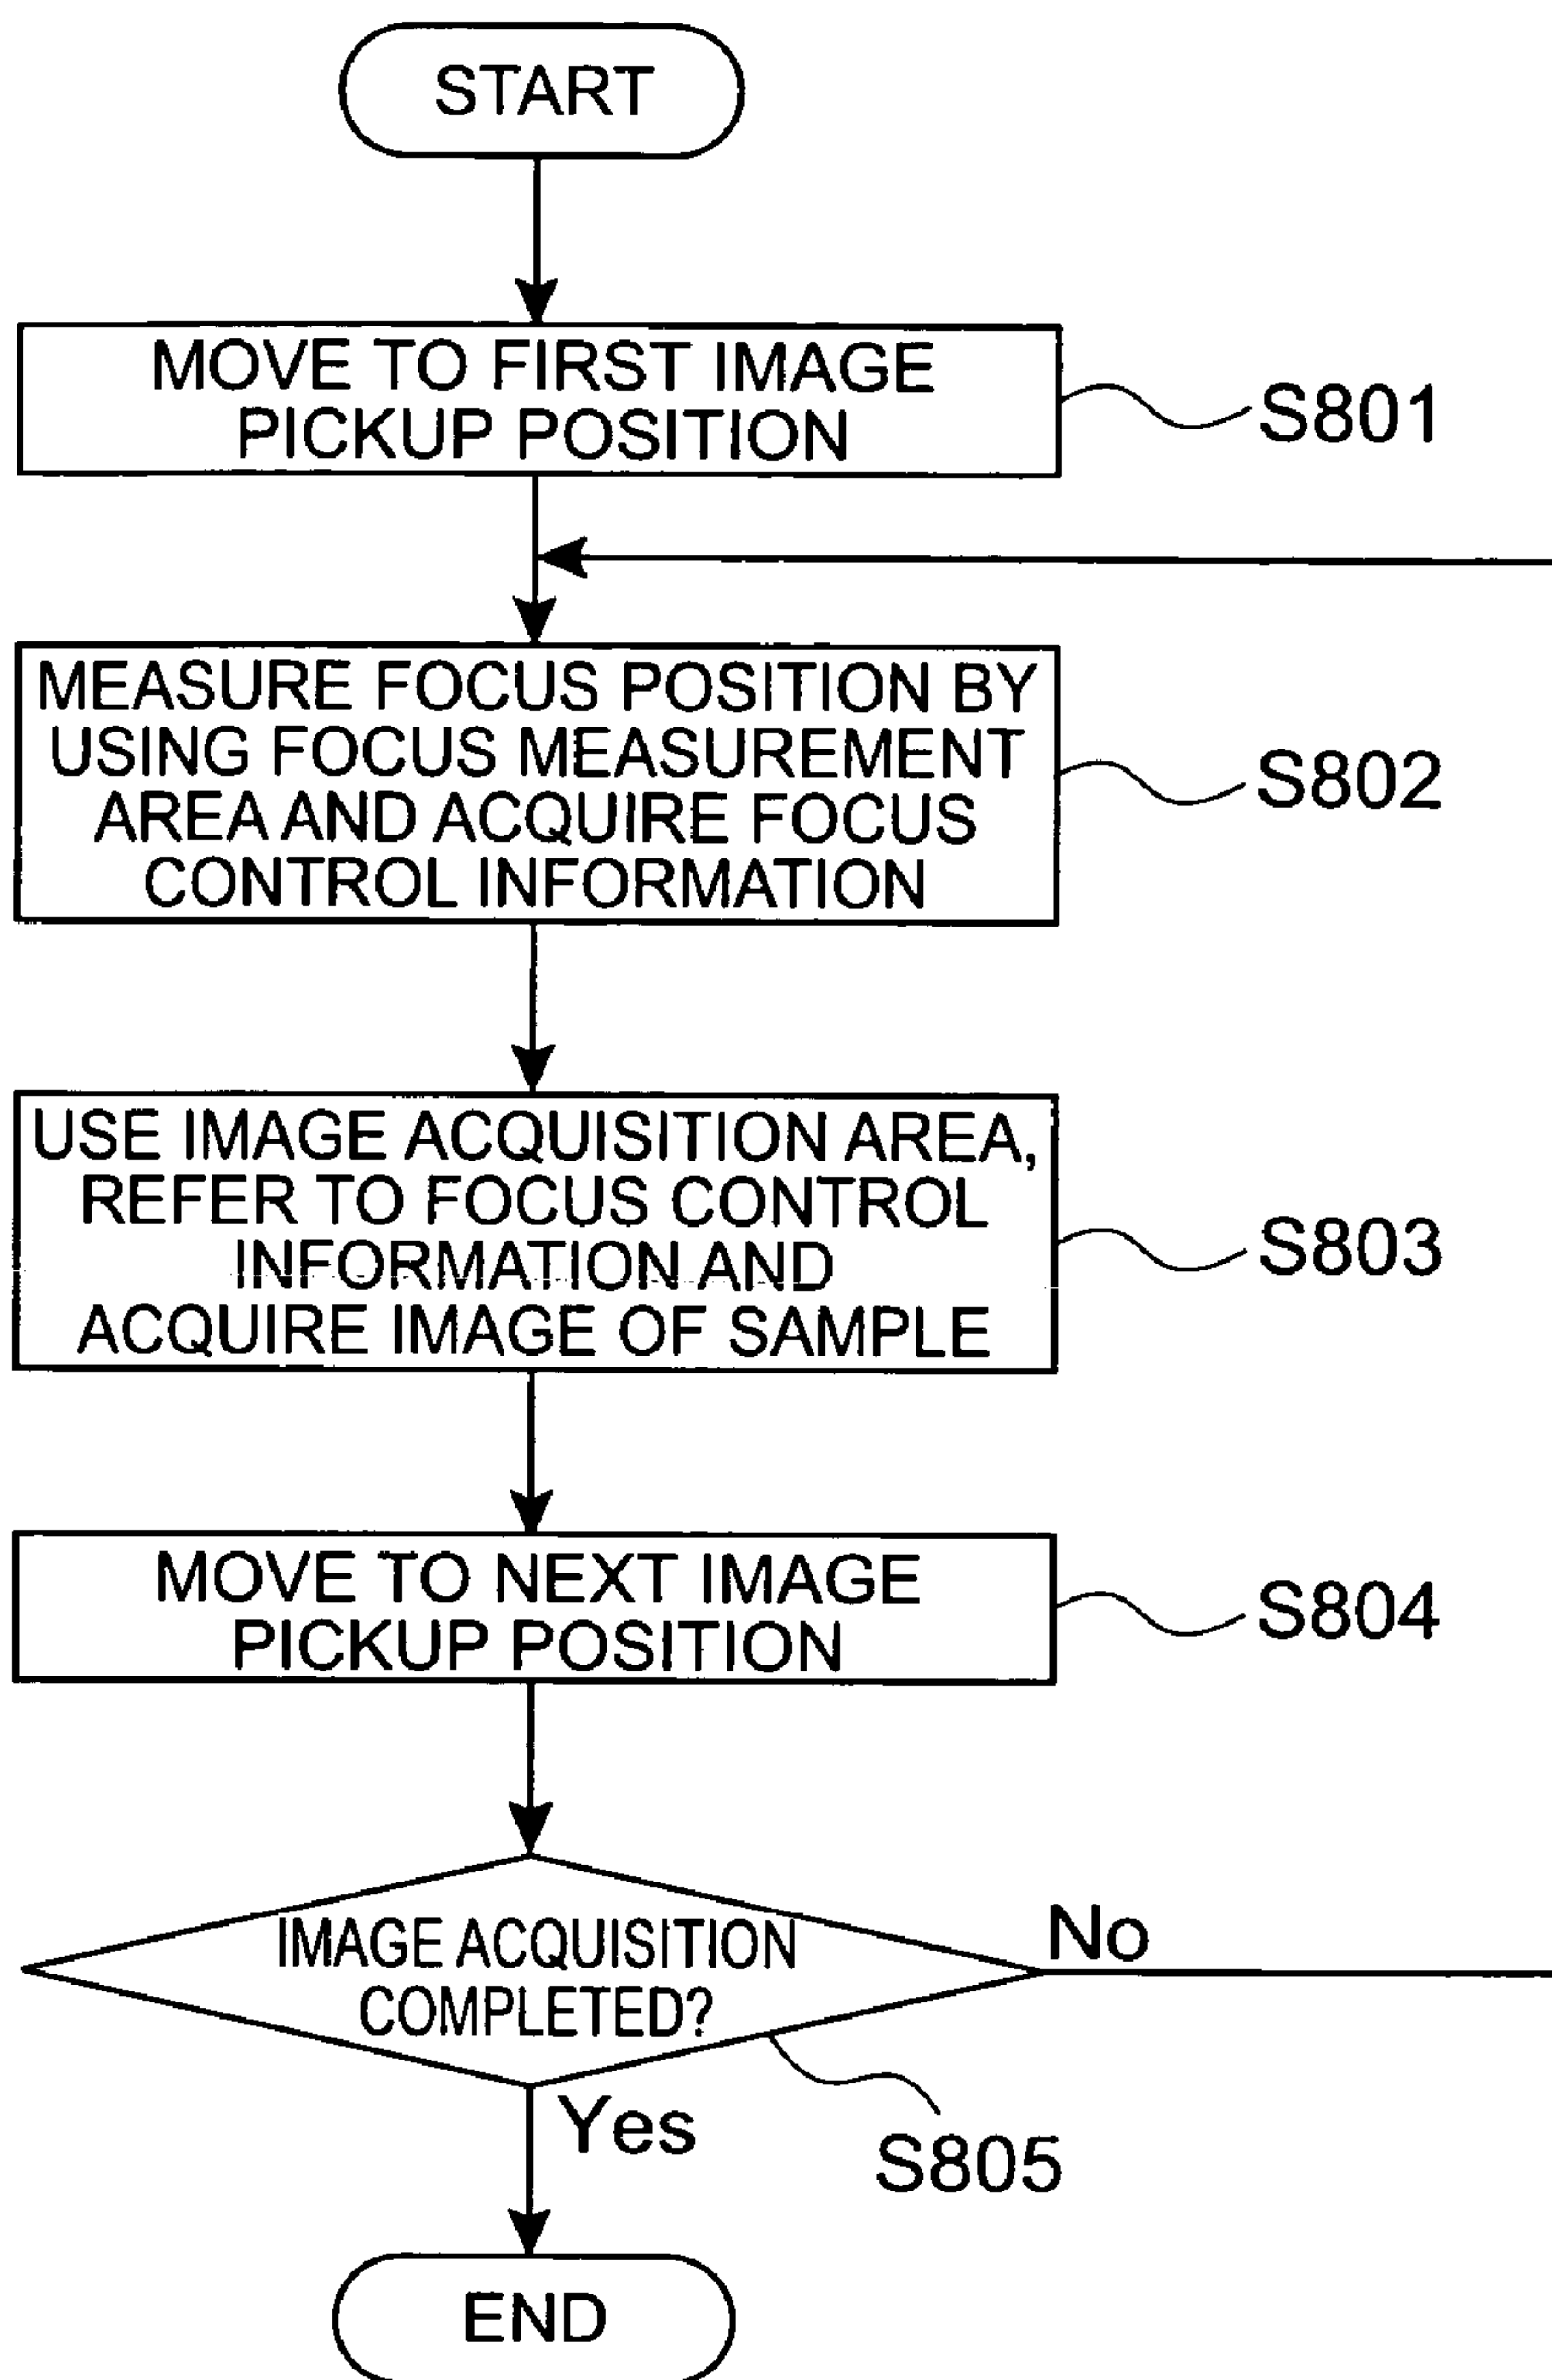 START
MOVE TO FIRST IMAGE
PICKUP POSITION
S801
MEASURE FOCUS POSITION BY
USING FOCUS MEASUREMENT
AREA AND ACQUIRE FOCUS
CONTROL INFORMATION
S802
USE IMAGE ACQUISITION AREA,
REFER TO FOCUS CONTROL
INFORMATION AND
ACQUIRE IMAGE OF SAMPLE
S803
MOVE TO NEXT IMAGE
PICKUP POSITION
S804
IMAGE ACQUISITION
COMPLETED?
No
Yes
S805
END